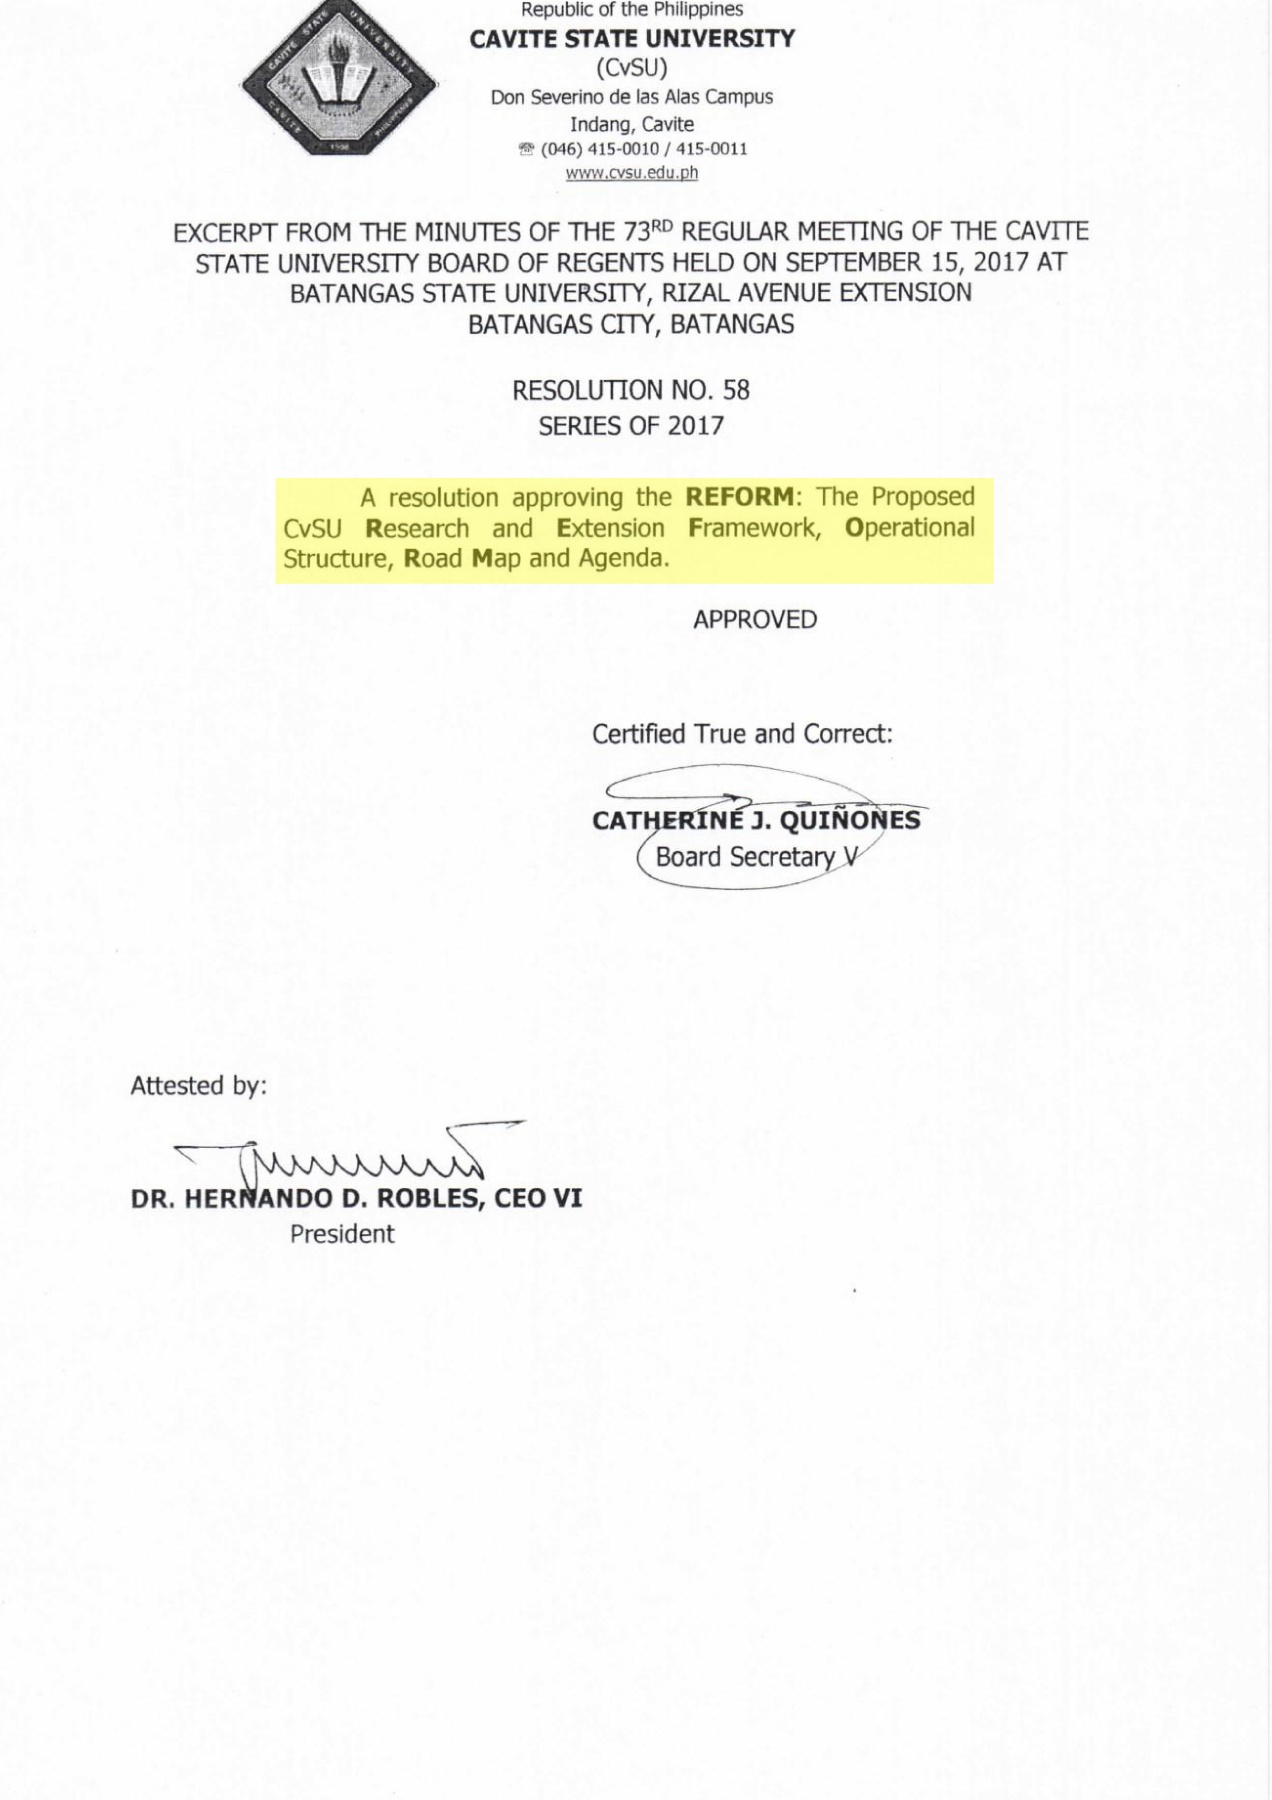 CAVITE STATE UNIVERSITY
CAVITE
PHILIPPINES
1906
Republic of the Philippines
CAVITE STATE UNIVERSITY
(CvSU)
Don Severino de las Alas Campus
Indang, Cavite
☏ (046) 415-0010 / 415-0011
www.cvsu.edu.ph
EXCERPT FROM THE MINUTES OF THE 73RD REGULAR MEETING OF THE CAVITE
STATE UNIVERSITY BOARD OF REGENTS HELD ON SEPTEMBER 15, 2017 AT
BATANGAS STATE UNIVERSITY, RIZAL AVENUE EXTENSION
BATANGAS CITY, BATANGAS
RESOLUTION NO. 58
SERIES OF 2017
A resolution approving the REFORM: The Proposed
CvSU Research and Extension Framework, Operational
Structure, Road Map and Agenda.
APPROVED
Certified True and Correct:
CATHERINE J. QUIÑONES
Board Secretary V
Attested by:
DR. HERNANDO D. ROBLES, CEO VI
President